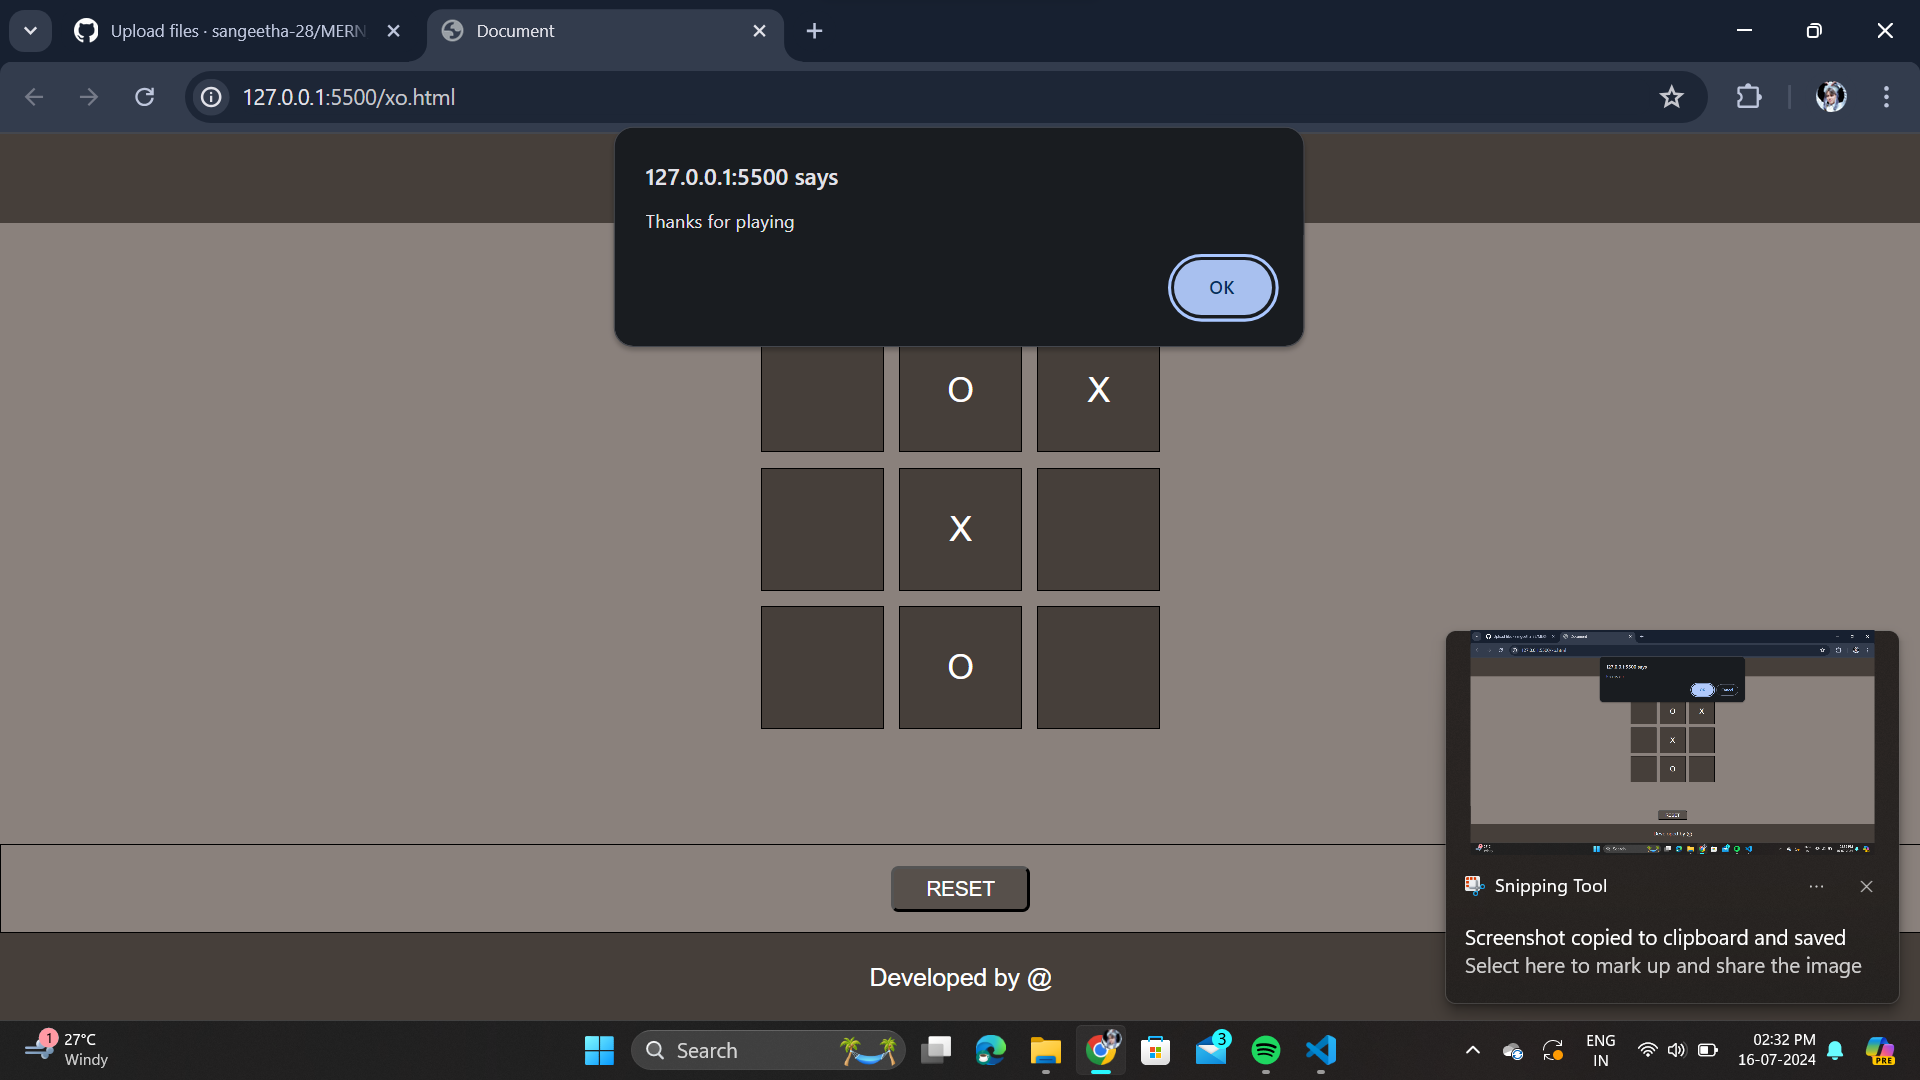 Upload files · sangeetha-28/MERN
Document
127.0.0.1:5500/xo.html
127.0.0.1:5500 says
Thanks for playing
OK
O X
X
O
RESET
Developed by @
Snipping Tool
Screenshot copied to clipboard and saved
Select here to mark up and share the image
1
27°C
Windy
Search
3
ENG
IN
02:32 PM
16-07-2024
PRE